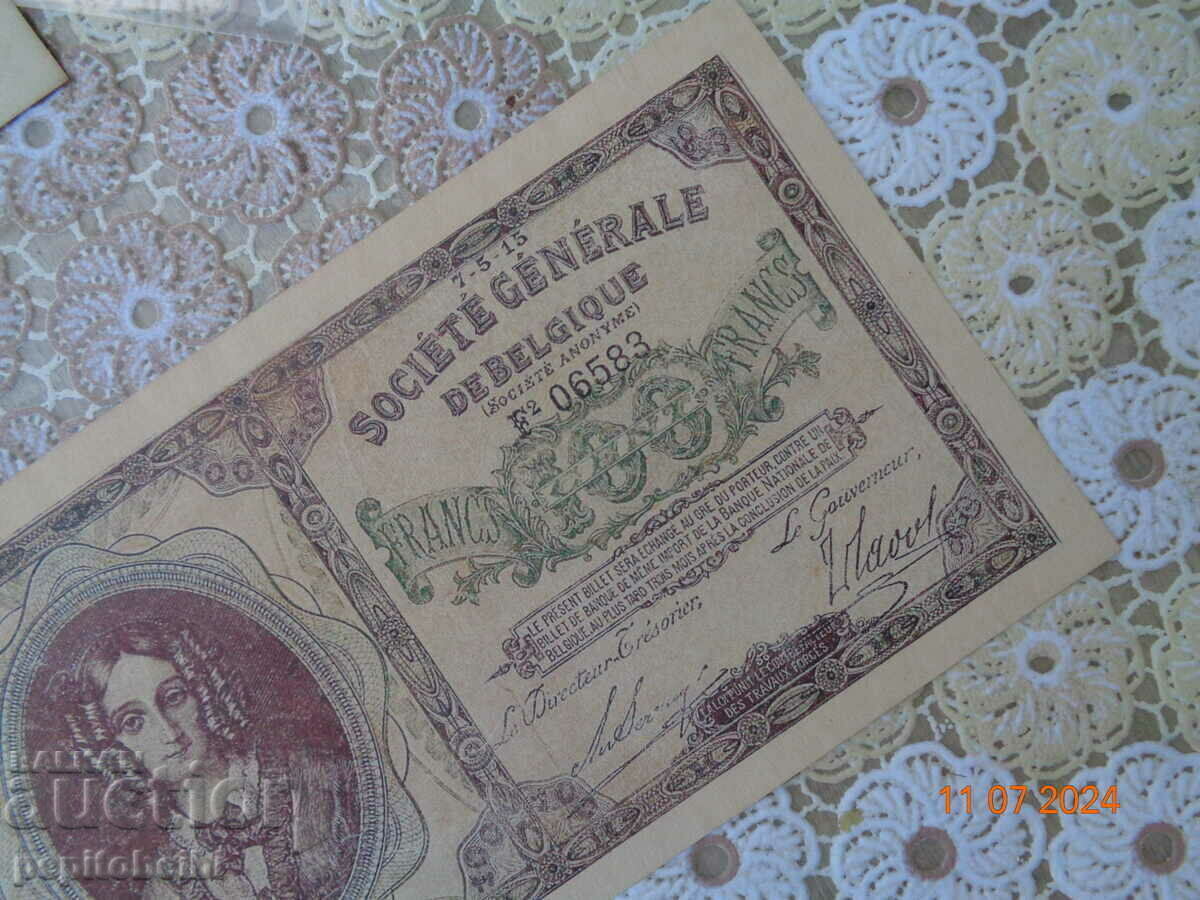 7-5-15
SOCIÉTÉ GÉNÉRALE
DE BELGIQUE
(SOCIÉTÉ ANONYME)
F2 06583
FRANCS 100 FRANCS
LE PRÉSENT BILLET SERA ÉCHANGÉ, AU GRÉ DU PORTEUR, CONTRE UN
BILLET DE BANQUE DE MÊME IMPORT DE LA BANQUE NATIONALE DE
BELGIQUE, AU PLUS TARD TROIS MOIS APRÈS LA CONCLUSION DE LA PAIX.
Le Directeur-Trésorier,
Le Gouverneur,
DES TRAVAUX FORCÉS
BALKAN
auction
pepitobeibi
11 07 2024